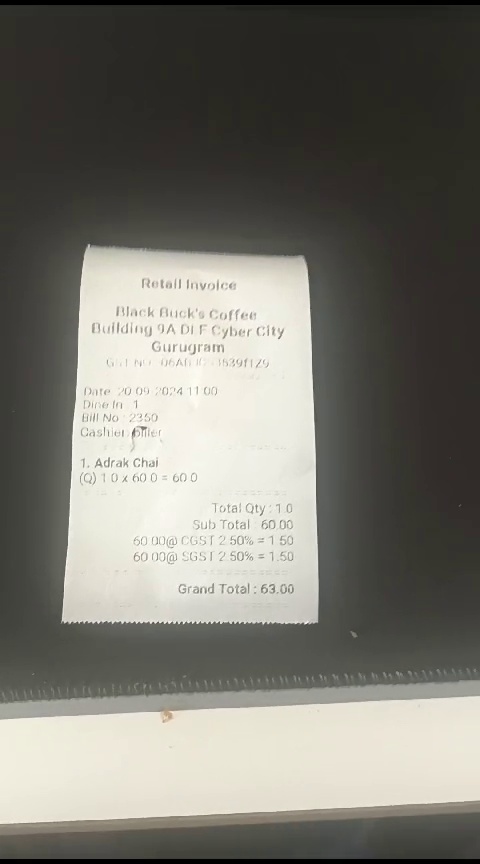 Retail Invoice
Black Buck's Coffee
Building 9A DLF Cyber City
Gurugram
GST NO
Date 20-09-2024 11:00
Dine In 1
Bill No : 2350
Cashier: biller
1. Adrak Chai
(Q) 1.0 x 60.0 = 60.0
Total Qty : 1.0
Sub Total : 60.00
60.00@ CGST 2.50% = 1.50
60.00@ SGST 2.50% = 1.50
Grand Total : 63.00